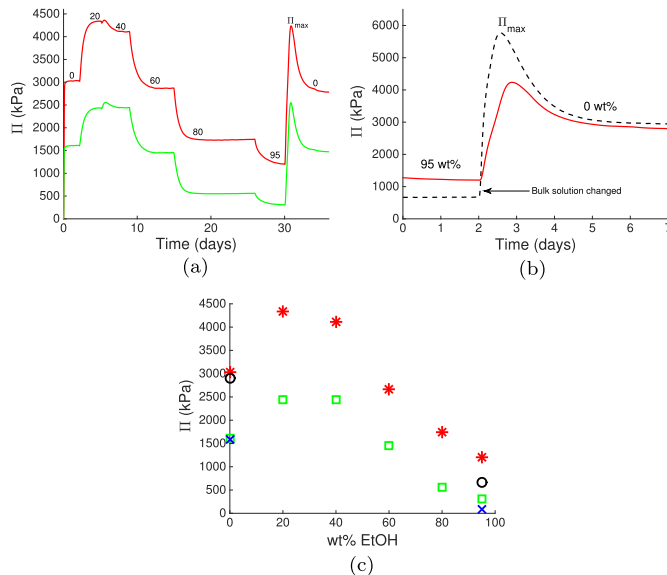 4500
4000
3500
3000
2500
2000
1500
1000
500
0
Π (kPa)
0
20
40
60
80
95
Πmax
0
0 10 20 30
Time (days)
(a)
6000
5000
4000
3000
2000
1000
0
Π (kPa)
Πmax
0 wt%
95 wt%
Bulk solution changed
0 1 2 3 4 5 6 7
Time (days)
(b)
4500
4000
3500
3000
2500
2000
1500
1000
500
0
Π (kPa)
0 20 40 60 80 100
wt% EtOH
(c)